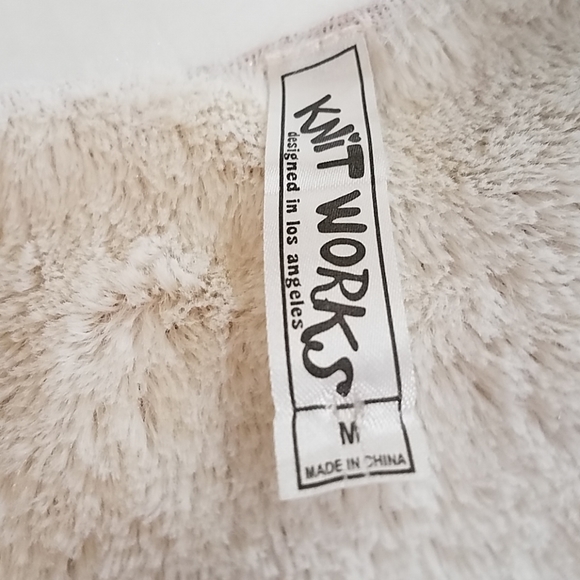 KNiT WORKS
designed in los angeles
M
MADE IN CHINA